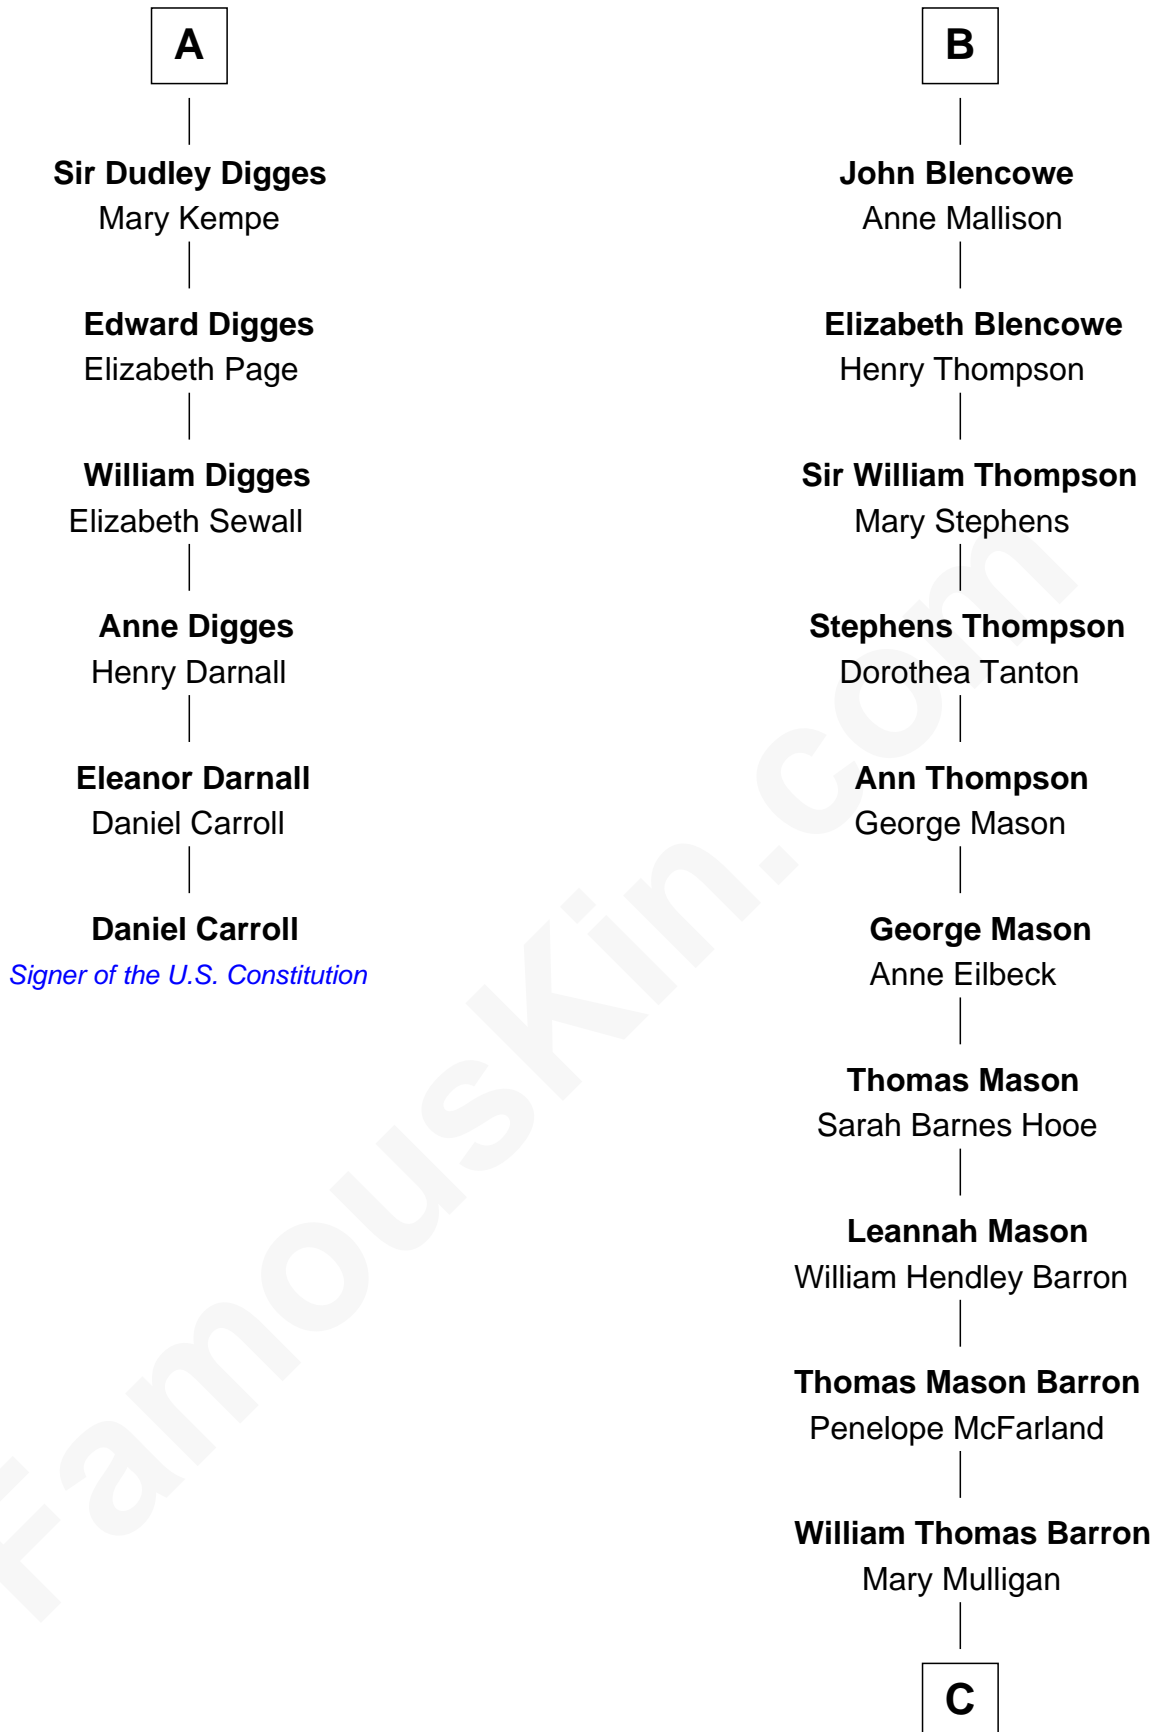 A
Sir Dudley Digges
Mary Kempe
Edward Digges
Elizabeth Page
William Digges
Elizabeth Sewall
Anne Digges
Henry Darnall
Eleanor Darnall
Daniel Carroll
Daniel Carroll
Signer of the U.S. Constitution
B
John Blencowe
Anne Mallison
Elizabeth Blencowe
Henry Thompson
Sir William Thompson
Mary Stephens
Stephens Thompson
Dorothea Tanton
Ann Thompson
George Mason
George Mason
Anne Eilbeck
Thomas Mason
Sarah Barnes Hooe
Leannah Mason
William Hendley Barron
Thomas Mason Barron
Penelope McFarland
William Thomas Barron
Mary Mulligan
C
FamousKin.com